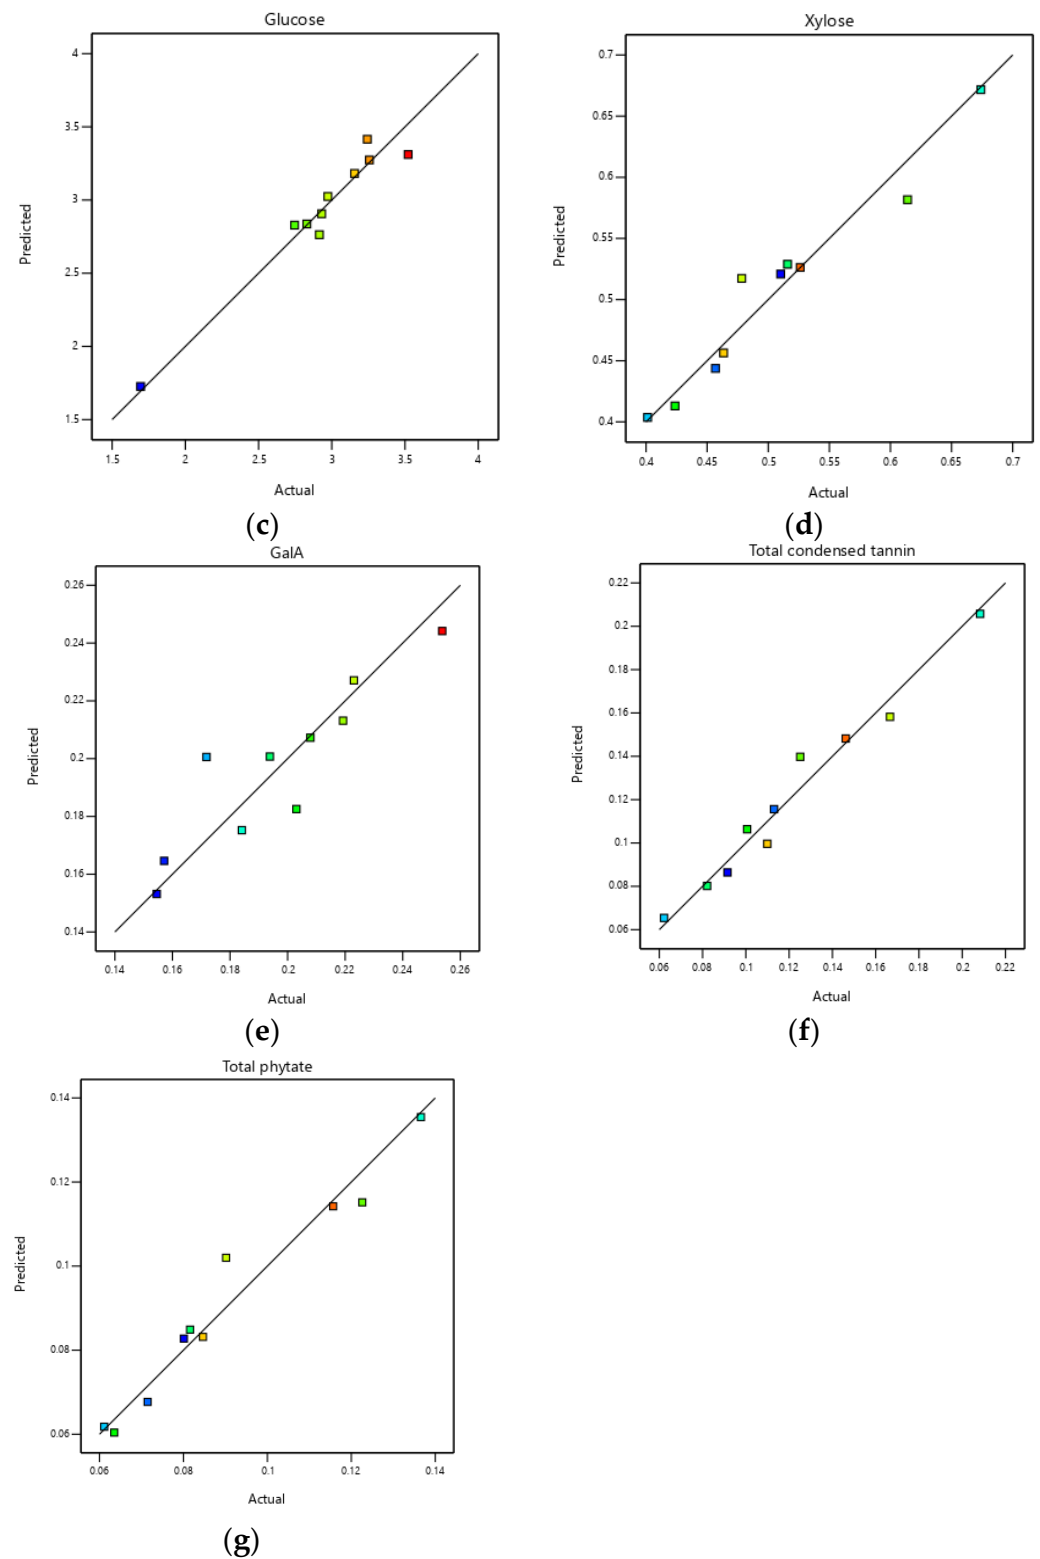 Glucose
4
3.5
3
2.5
2
1.5
Predicted
1.5 2 2.5 3 3.5 4
Actual
(c)
Xylose
0.7
0.65
0.6
0.55
0.5
0.45
0.4
Predicted
0.4 0.45 0.5 0.55 0.6 0.65 0.7
Actual
(d)
GalA
0.26
0.24
0.22
0.2
0.18
0.16
0.14
Predicted
0.14 0.16 0.18 0.2 0.22 0.24 0.26
Actual
(e)
Total condensed tannin
0.22
0.2
0.18
0.16
0.14
0.12
0.1
0.08
0.06
Predicted
0.06 0.08 0.1 0.12 0.14 0.16 0.18 0.2 0.22
Actual
(f)
Total phytate
0.14
0.12
0.1
0.08
0.06
Predicted
0.06 0.08 0.1 0.12 0.14
Actual
(g)